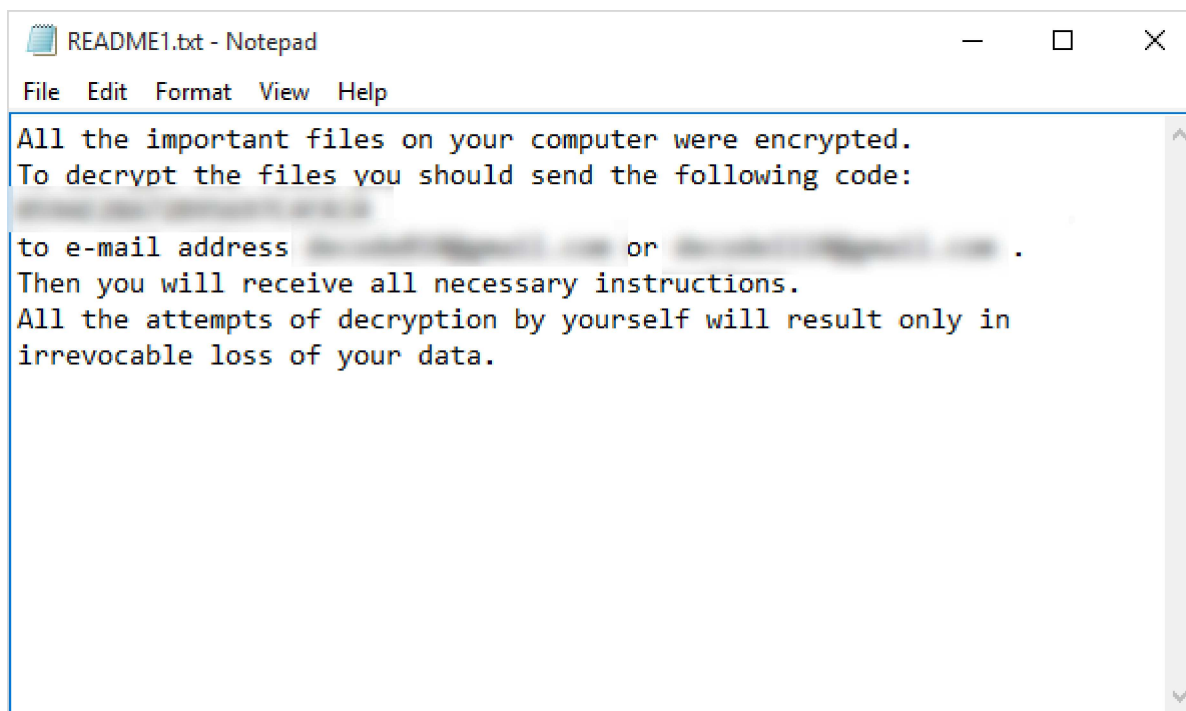 README1.txt - Notepad
File Edit Format View Help
All the important files on your computer were encrypted.
To decrypt the files you should send the following code:
to e-mail address or .
Then you will receive all necessary instructions.
All the attempts of decryption by yourself will result only in
irrevocable loss of your data.